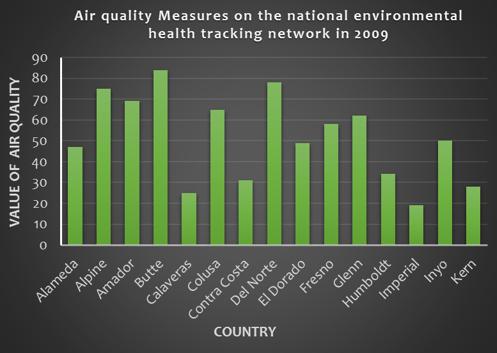 Air quality Measures on the national environmental
health tracking network in 2009
VALUE OF AIR QUALITY
90
80
70
60
50
40
30
20
10
0
Alameda
Alpine
Amador
Butte
Calaveras
Colusa
Contra Costa
Del Norte
El Dorado
Fresno
Glenn
Humboldt
Imperial
Inyo
Kern
COUNTRY